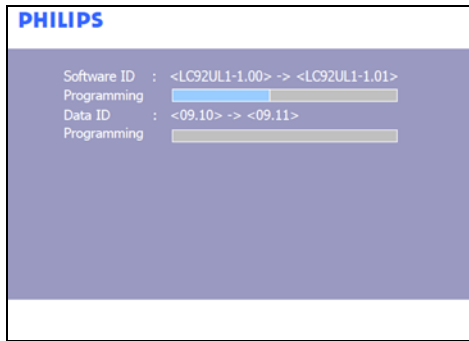 PHILIPS
Software ID : <LC92UL1-1.00> -> <LC92UL1-1.01>
Programming
Data ID : <09.10> -> <09.11>
Programming